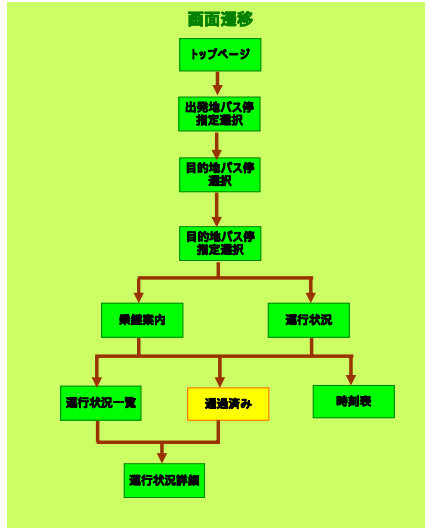 画面遷移
トップページ
出発地バス停
指定選択
目的地バス停
選択
目的地バス停
指定選択
乗継案内
運行状況
運行状況一覧
通過済み
時刻表
運行状況詳細